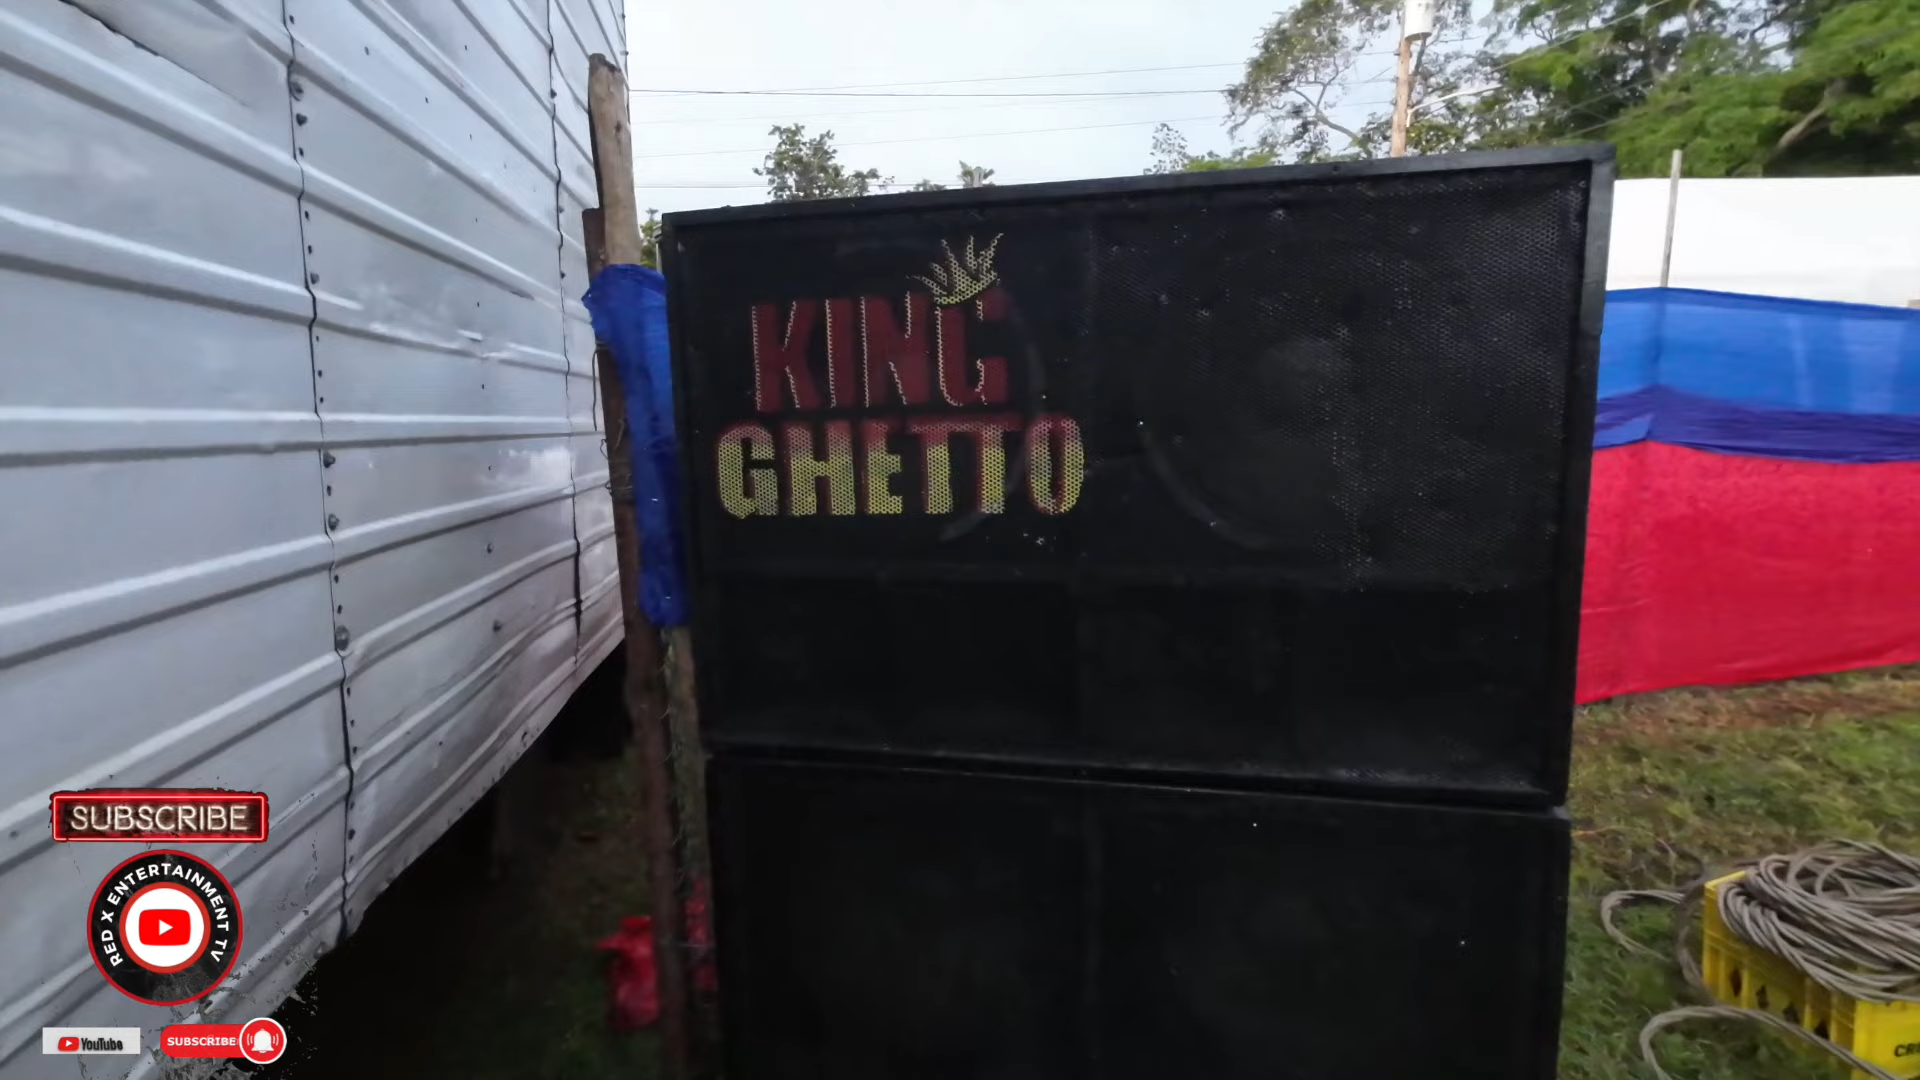 KING
GHETTO
SUBSCRIBE
RED X ENTERTAINMENT TV
YouTube
SUBSCRIBE